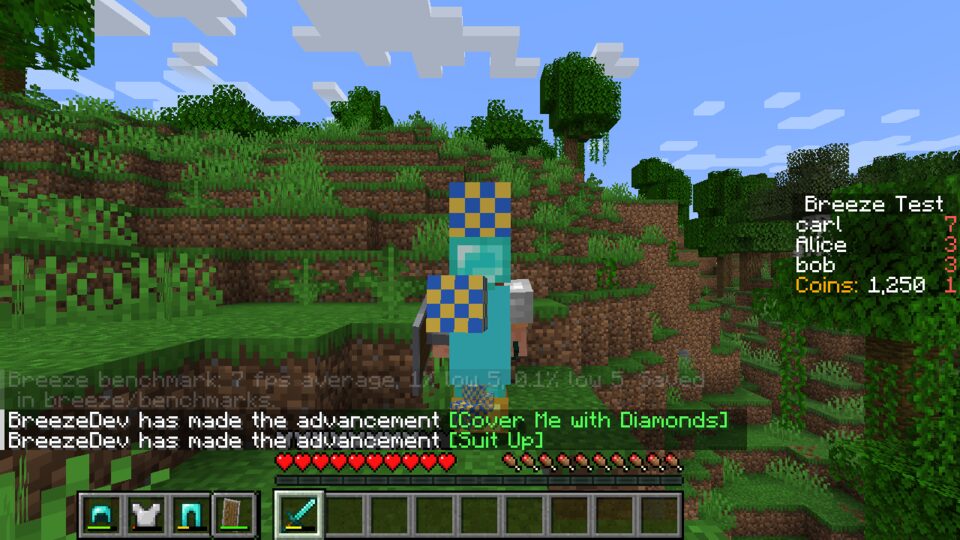 Breeze Test
carl 7
Alice 3
bob 3
Coins: 1,250 1
Breeze benchmark: 7 fps average, 1% low 5, 0.1% low 5. Saved
in breeze/benchmarks
BreezeDev has made the advancement [Cover Me with Diamonds]
BreezeDev has made the advancement [Suit Up]